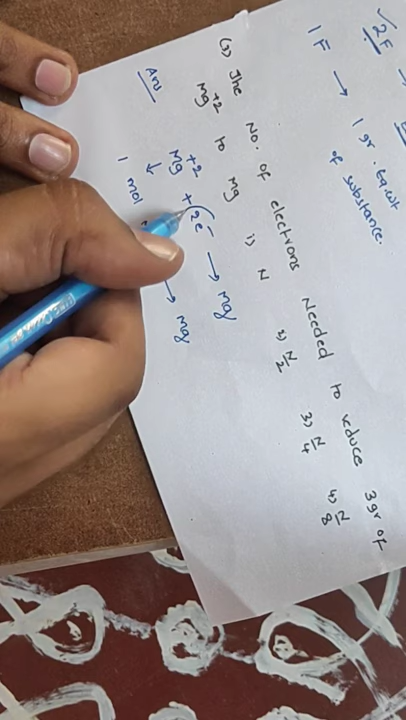 ✓2F →
1F → 1 gr. Eq.wt
of substance.
(3) The No. of electrons Needed to reduce 3gr of
Mg+2 to Mg 1) N 2) N/2 3) N/4 4) N/8
Ans Mg+2 + (2e- → Mg
↓
1 mol → Mg